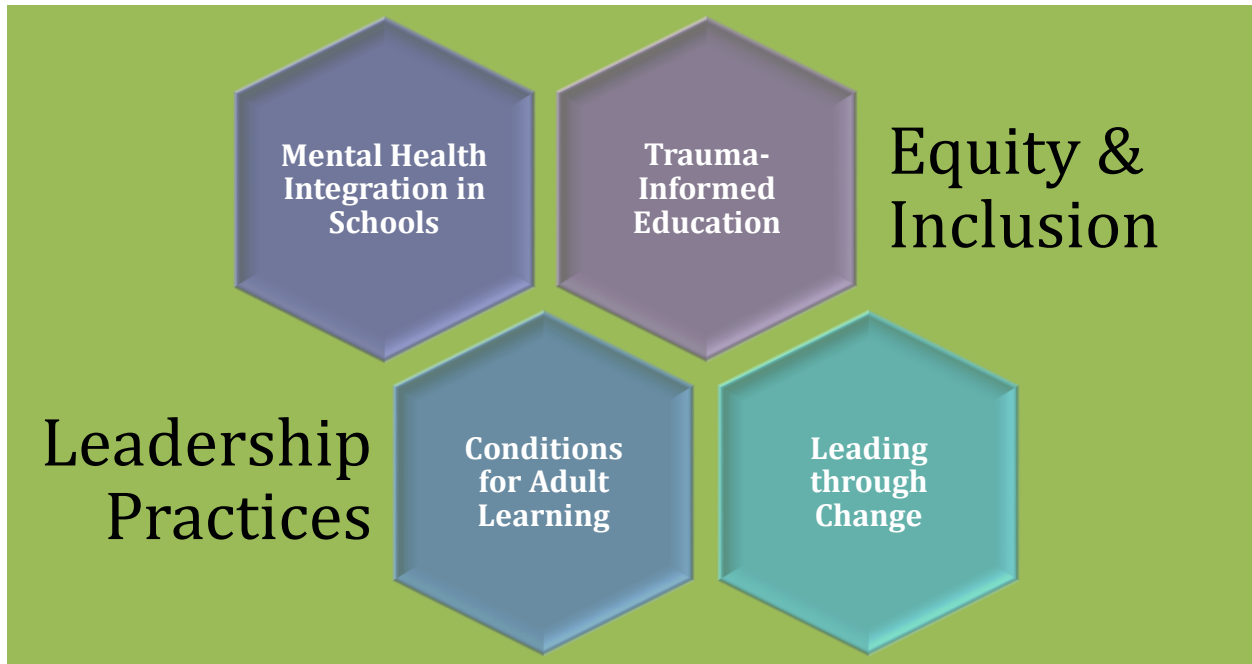 Mental Health
Integration in
Schools
Trauma-
Informed
Education
Equity &
Inclusion
Leadership
Practices
Conditions
for Adult
Learning
Leading
through
Change